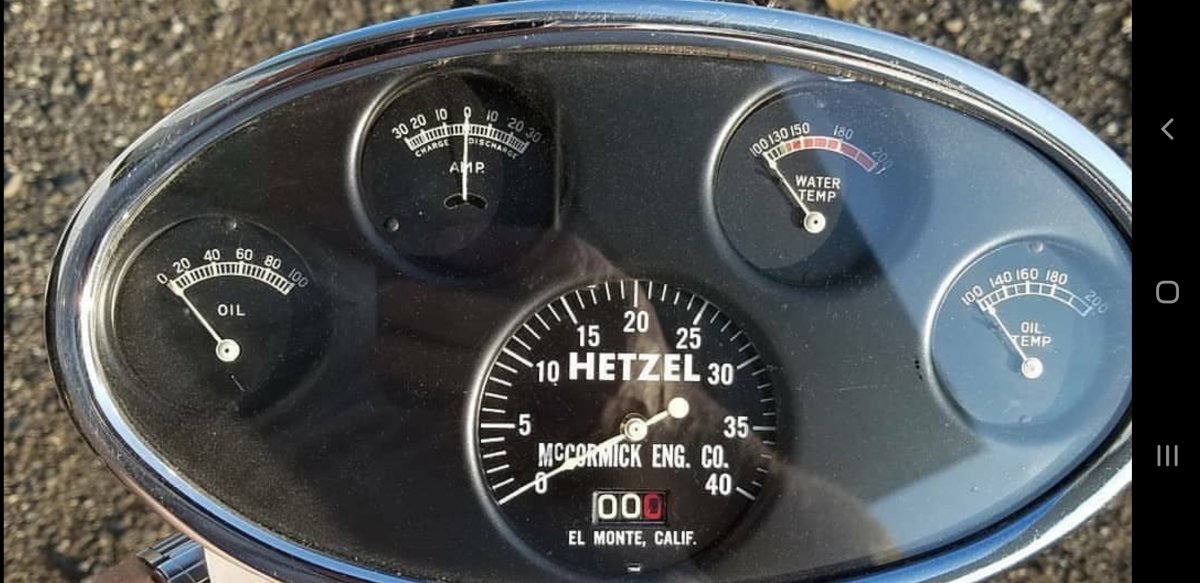 30 20 10 0 10 20 30
CHARGE DISCHARGE
AMP.
100 130 150 180 200
WATER
TEMP
0 20 40 60 80 100
OIL
100 140 160 180 200
OIL
TEMP
0 5 10 15 20 25 30 35 40
HETZEL
MCCORMICK ENG. CO.
000
EL MONTE, CALIF.